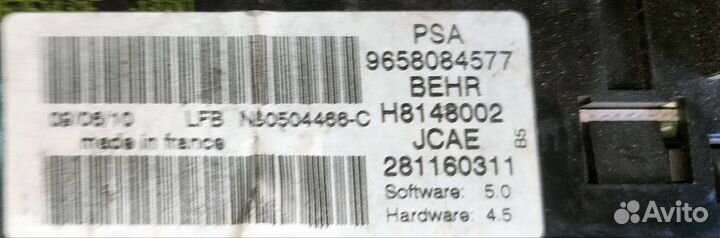 PSA
9658084577
BEHR
H8148002
JCAE
281160311
Software: 5.0
Hardware: 4.5
B5
09/06/10 LFB N50504466-C
made in france
Avito